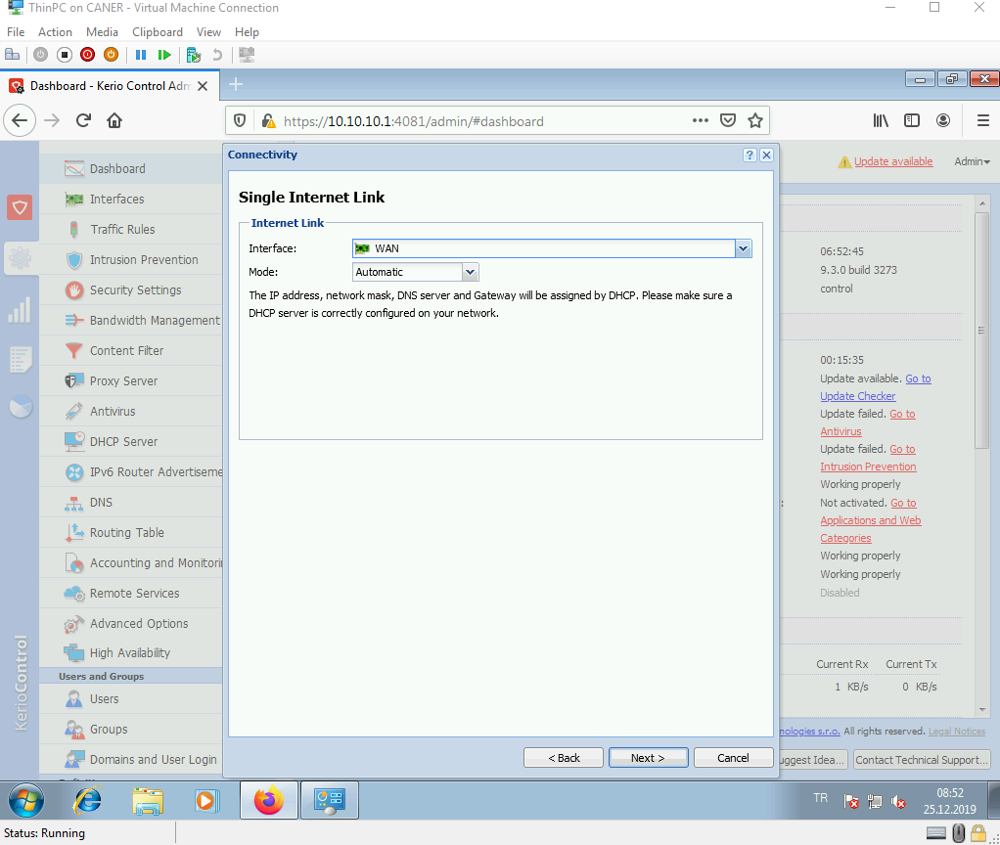 ThinPC on CANER - Virtual Machine Connection
File Action Media Clipboard View Help
Dashboard - Kerio Control Adm
https://10.10.10.1:4081/admin/#dashboard
Update available
Admin
Dashboard
Interfaces
Traffic Rules
Intrusion Prevention
Security Settings
Bandwidth Management
Content Filter
Proxy Server
Antivirus
DHCP Server
IPv6 Router Advertiseme
DNS
Routing Table
Accounting and Monitori
Remote Services
Advanced Options
High Availability
Users and Groups
Users
Groups
Domains and User Login
KerioControl
Connectivity
Single Internet Link
Internet Link
Interface: WAN
Mode: Automatic
The IP address, network mask, DNS server and Gateway will be assigned by DHCP. Please make sure a
DHCP server is correctly configured on your network.
< Back Next > Cancel
06:52:45
9.3.0 build 3273
control
00:15:35
Update available. Go to
Update Checker
Update failed. Go to
Antivirus
Update failed. Go to
Intrusion Prevention
Working properly
Not activated. Go to
Applications and Web
Categories
Working properly
Working properly
Disabled
Current Rx Current Tx
1 KB/s 0 KB/s
nologies s.r.o. All rights reserved. Legal Notices
uggest Idea... Contact Technical Support...
TR
08:52
25.12.2019
Status: Running